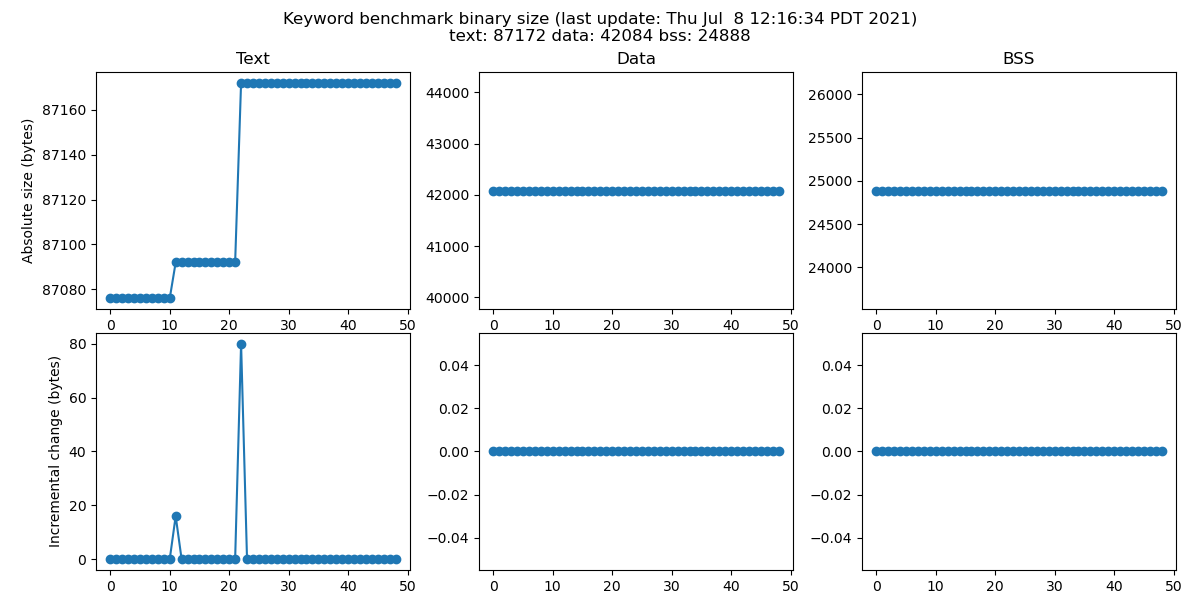 Keyword benchmark binary size (last update: Thu Jul  8 12:16:34 PDT 2021)
text: 87172 data: 42084 bss: 24888
Text
Absolute size (bytes)
87160
87140
87120
87100
87080
0 10 20 30 40 50
Data
44000
43000
42000
41000
40000
0 10 20 30 40 50
BSS
26000
25500
25000
24500
24000
0 10 20 30 40 50
Incremental change (bytes)
80
60
40
20
0
0 10 20 30 40 50
0.04
0.02
0.00
−0.02
−0.04
0 10 20 30 40 50
0.04
0.02
0.00
−0.02
−0.04
0 10 20 30 40 50